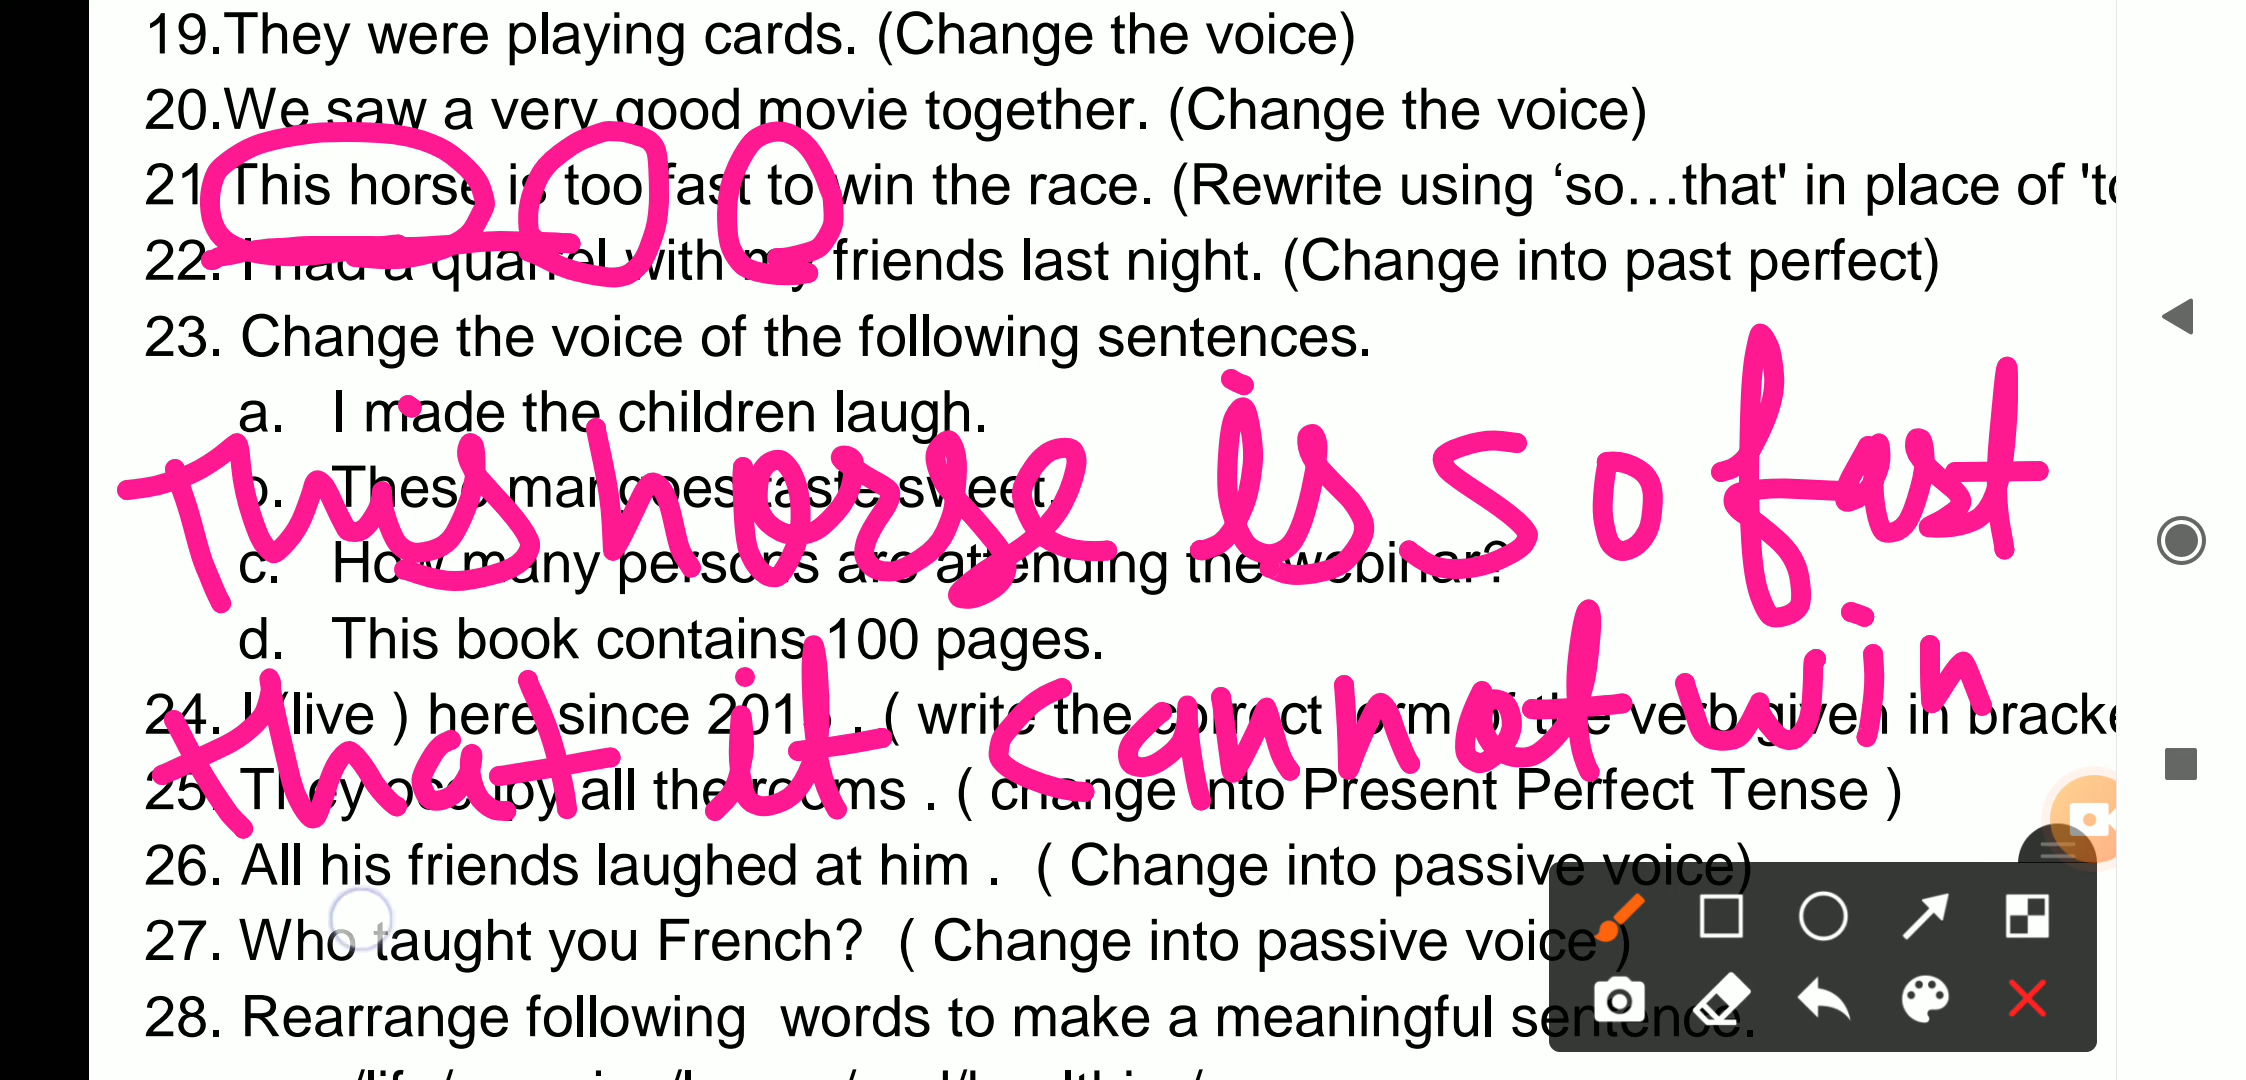 19.They were playing cards. (Change the voice)
20.We saw a very good movie together. (Change the voice)
21 This horse is too fast to win the race. (Rewrite using ‘so…that' in place of 'to
22. I had a quarrel with my friends last night. (Change into past perfect)
23. Change the voice of the following sentences.
a. I made the children laugh.
This horse is so fast
b. These mangoes taste sweet.
c. How many persons are attending the webinar?
d. This book contains 100 pages.
that it cannot win
24. I (live ) here since 2015 . ( write the correct form of the verb given in bracke
25. They occupy all the rooms . ( change into Present Perfect Tense )
26. All his friends laughed at him . ( Change into passive voice)
27. Who taught you French? ( Change into passive voice )
28. Rearrange following words to make a meaningful sentence.